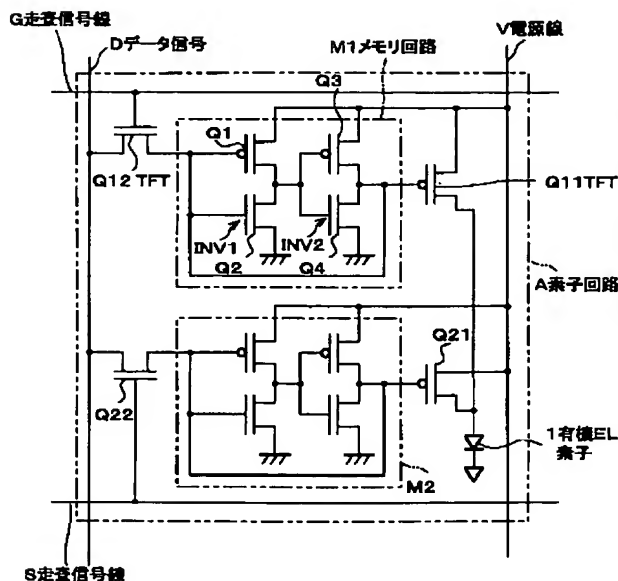 G走査信号線
Dデータ信号
M1メモリ回路
V電源線
Q3
Q1
Q12 TFT
Q11TFT
INV1
INV2
Q2
Q4
A素子回路
Q21
Q22
1有機EL
素子
M2
S走査信号線